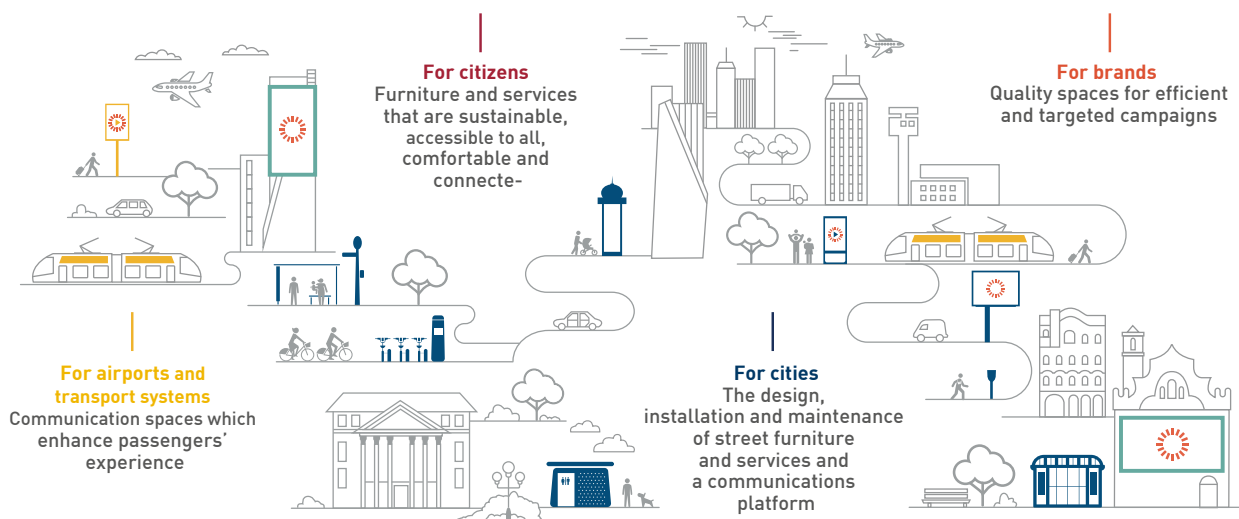 For citizens
Furniture and services
that are sustainable,
accessible to all,
comfortable and
connecte-
For brands
Quality spaces for efficient
and targeted campaigns
For airports and
transport systems
Communication spaces which
enhance passengers’
experience
For cities
The design,
installation and maintenance
of street furniture
and services and
a communications
platform